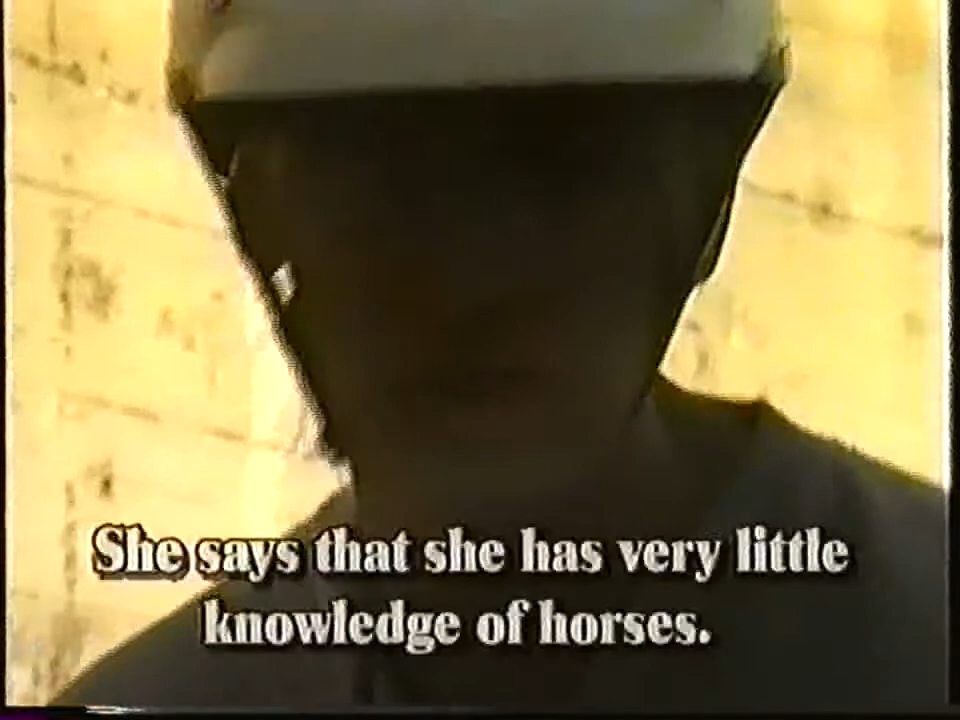 She says that she has very little
knowledge of horses.